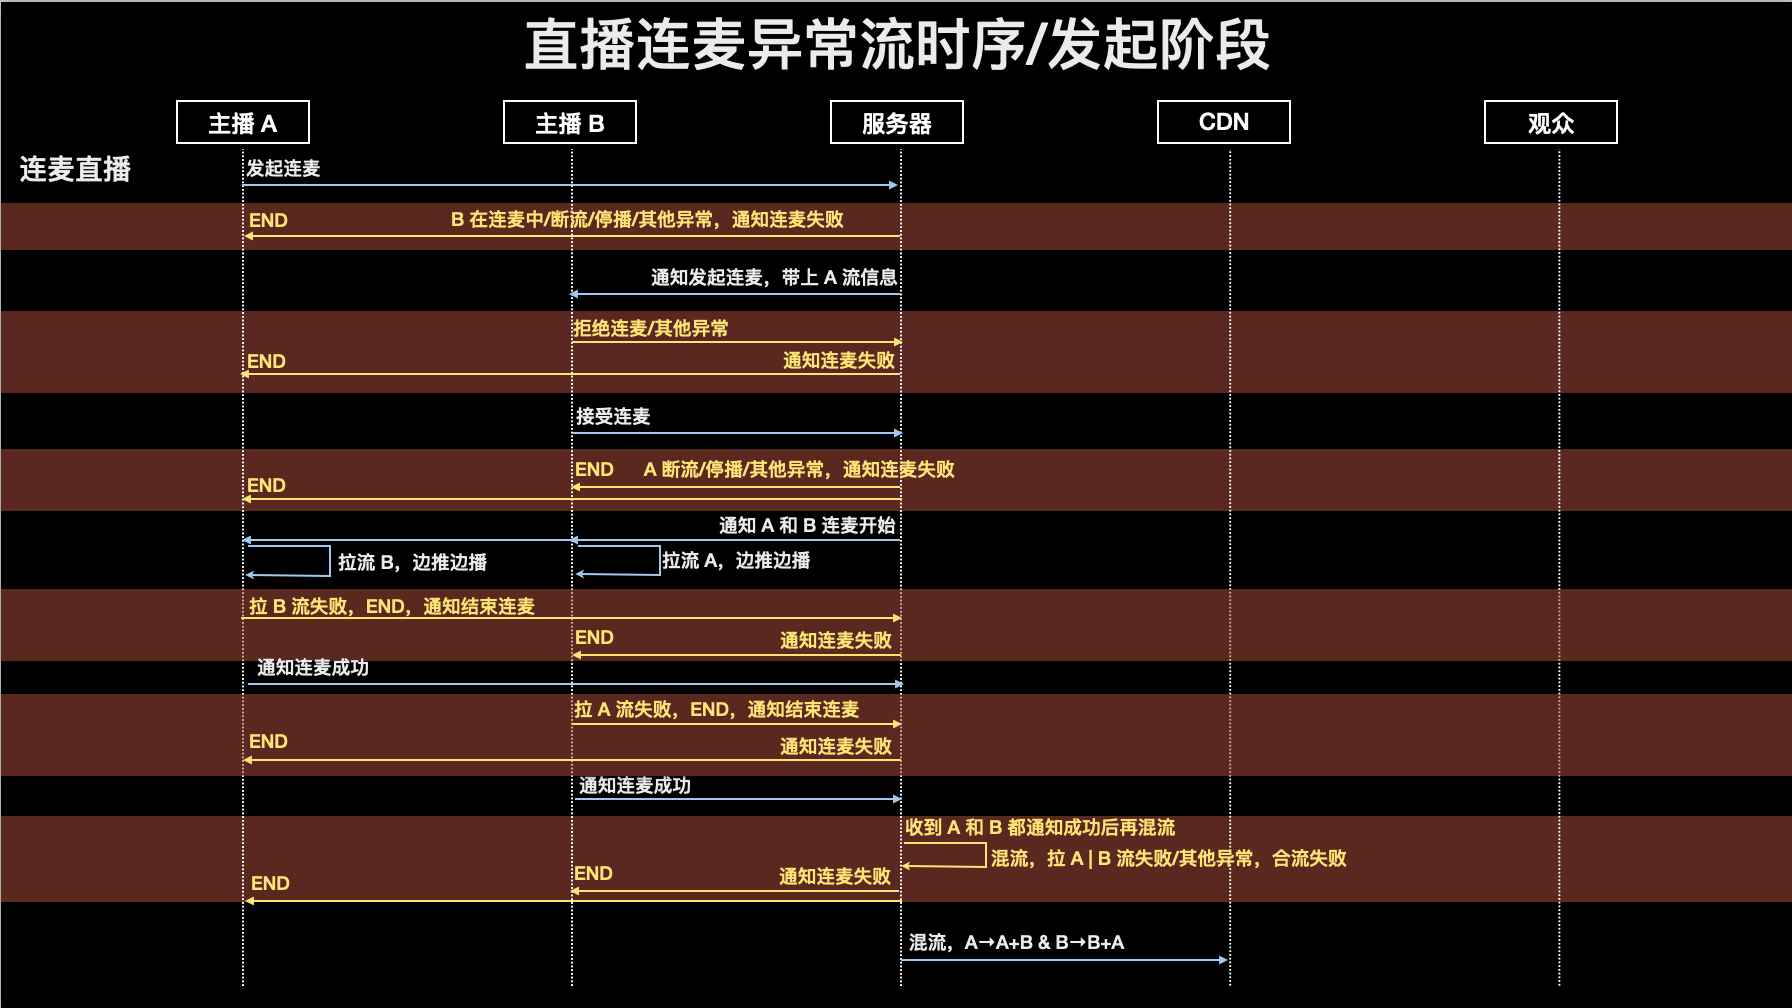 直播连麦异常流时序/发起阶段
主播 A
主播 B
服务器
CDN
观众
连麦直播
发起连麦
END
B 在连麦中/断流/停播/其他异常，通知连麦失败
通知发起连麦，带上 A 流信息
拒绝连麦/其他异常
END
通知连麦失败
接受连麦
END
A 断流/停播/其他异常，通知连麦失败
END
通知 A 和 B 连麦开始
拉流 B，边推边播
拉流 A，边推边播
拉 B 流失败，END，通知结束连麦
END
通知连麦失败
通知连麦成功
拉 A 流失败，END，通知结束连麦
END
通知连麦失败
通知连麦成功
收到 A 和 B 都通知成功后再混流
混流，拉 A | B 流失败/其他异常，合流失败
END
通知连麦失败
END
混流，A→A+B & B→B+A